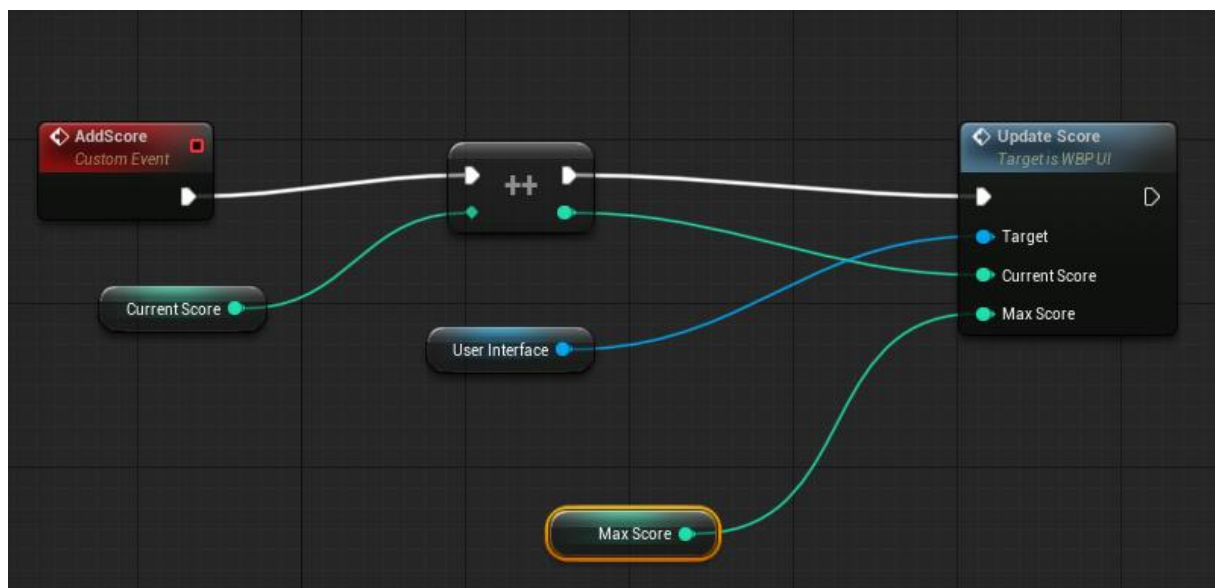 AddScore
Custom Event
++
Current Score
User Interface
Max Score
Update Score
Target is WBP UI
Target
Current Score
Max Score